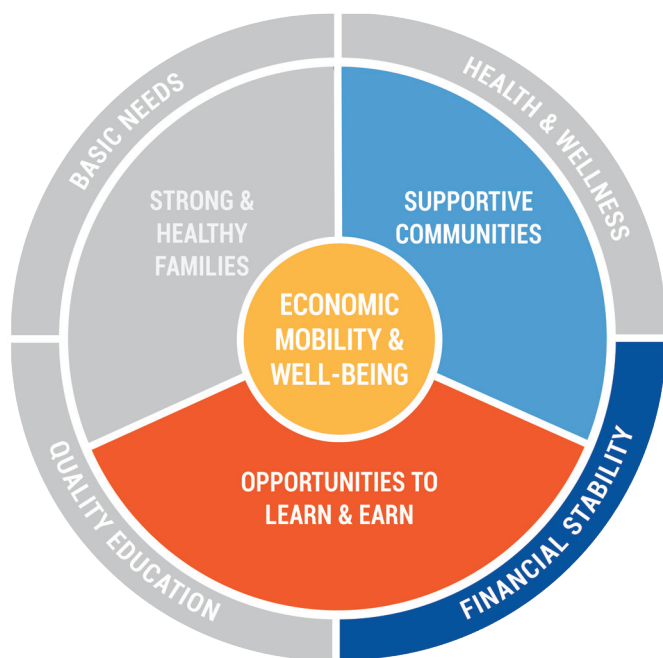 BASIC NEEDS
HEALTH & WELLNESS
STRONG &
HEALTHY
FAMILIES
SUPPORTIVE
COMMUNITIES
ECONOMIC
MOBILITY &
WELL-BEING
OPPORTUNITIES TO
LEARN & EARN
QUALITY EDUCATION
FINANCIAL STABILITY